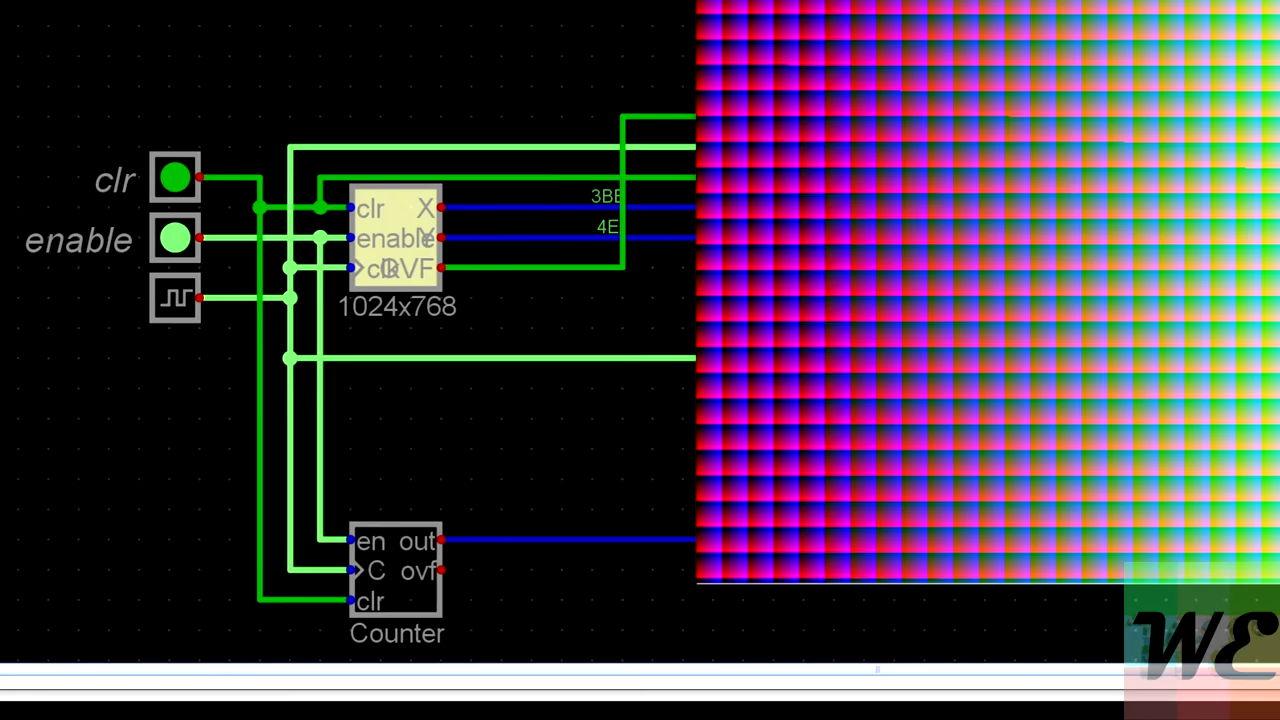 clr
enable
clr X
enable Y
clk OVF
1024x768
3BE
4E
en out
C ovf
clr
Counter
WE